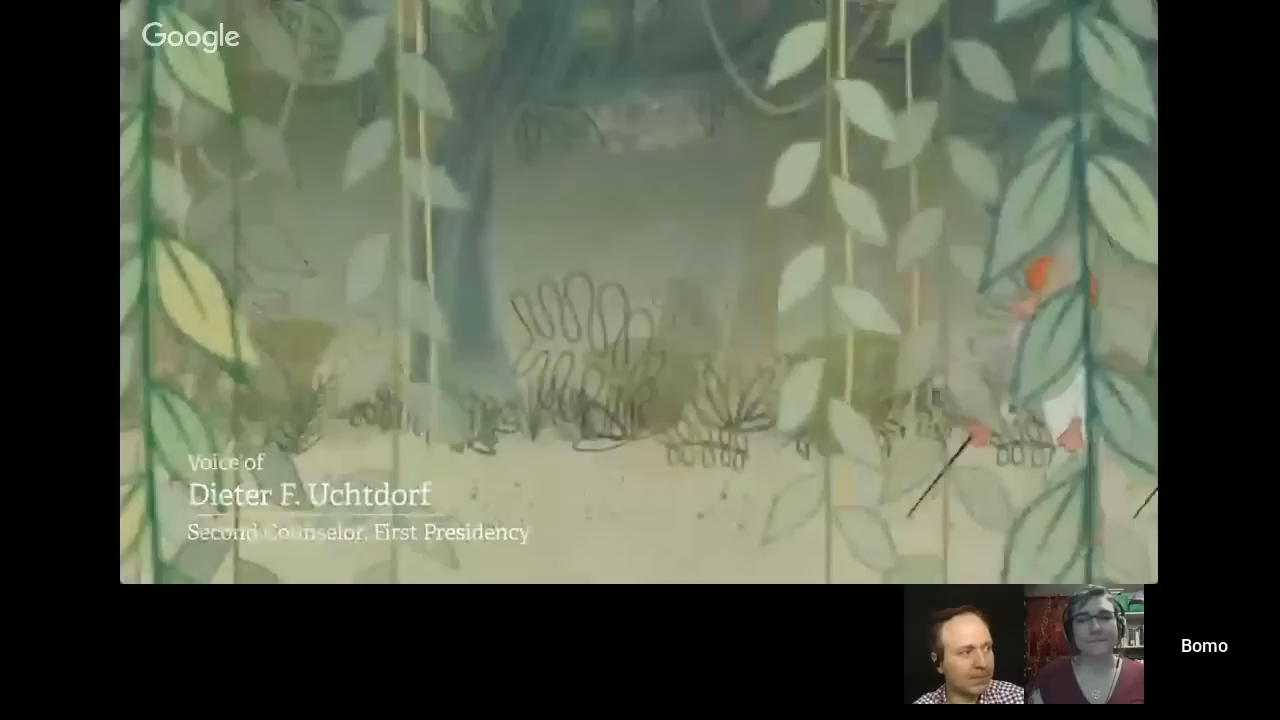 Google
Voice of
Dieter F. Uchtdorf
Second Counselor, First Presidency
Bomo